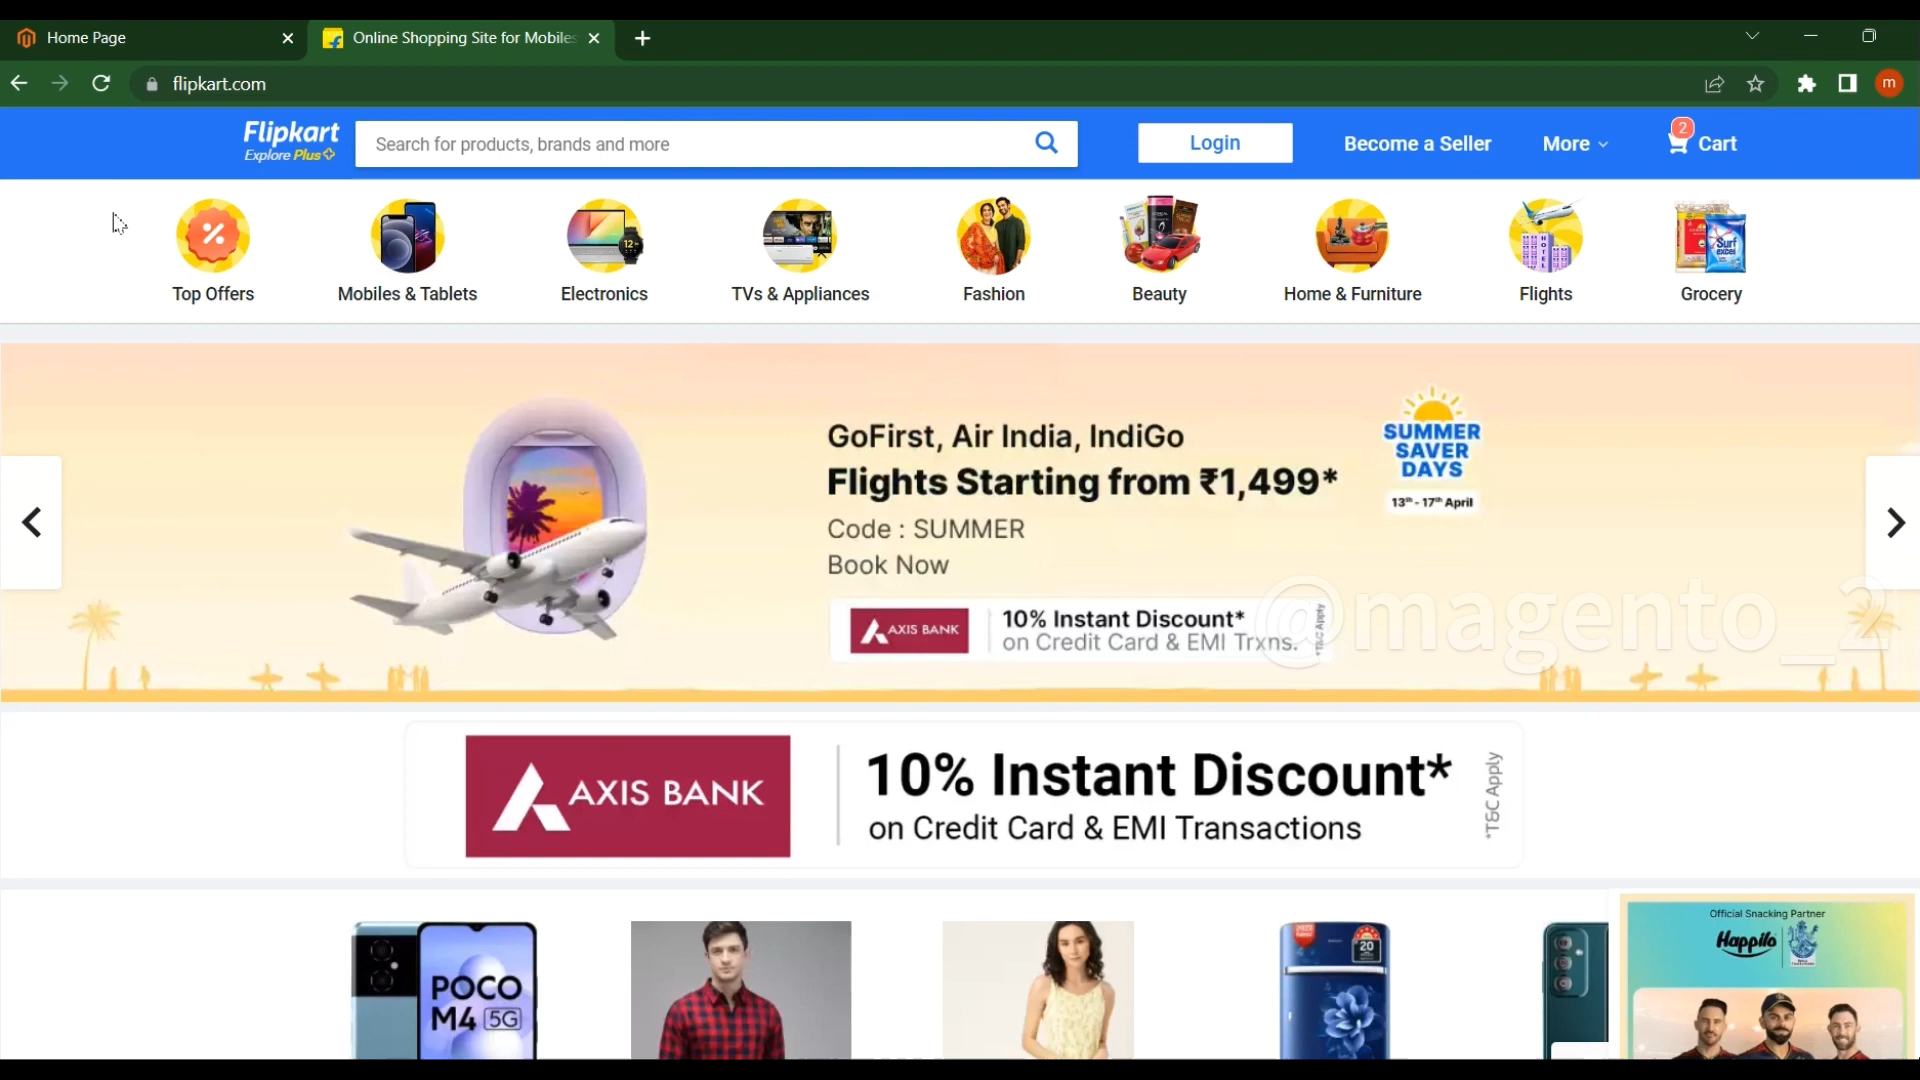 Home Page
Online Shopping Site for Mobiles
flipkart.com
m
Flipkart
Explore Plus
Search for products, brands and more
Login
Become a Seller
More
2
Cart
Top Offers
Mobiles & Tablets
Electronics
TVs & Appliances
Fashion
Beauty
Home & Furniture
Flights
Grocery
HOTEL
Surf
excel
GoFirst, Air India, IndiGo
Flights Starting from ₹1,499*
Code : SUMMER
Book Now
SUMMER
SAVER
DAYS
13th - 17th April
AXIS BANK
10% Instant Discount*
on Credit Card & EMI Trxns.
*T&C Apply
@magento_2
AXIS BANK
10% Instant Discount*
on Credit Card & EMI Transactions
*T&C Apply
POCO
M4 5G
20
Official Snacking Partner
Happilo